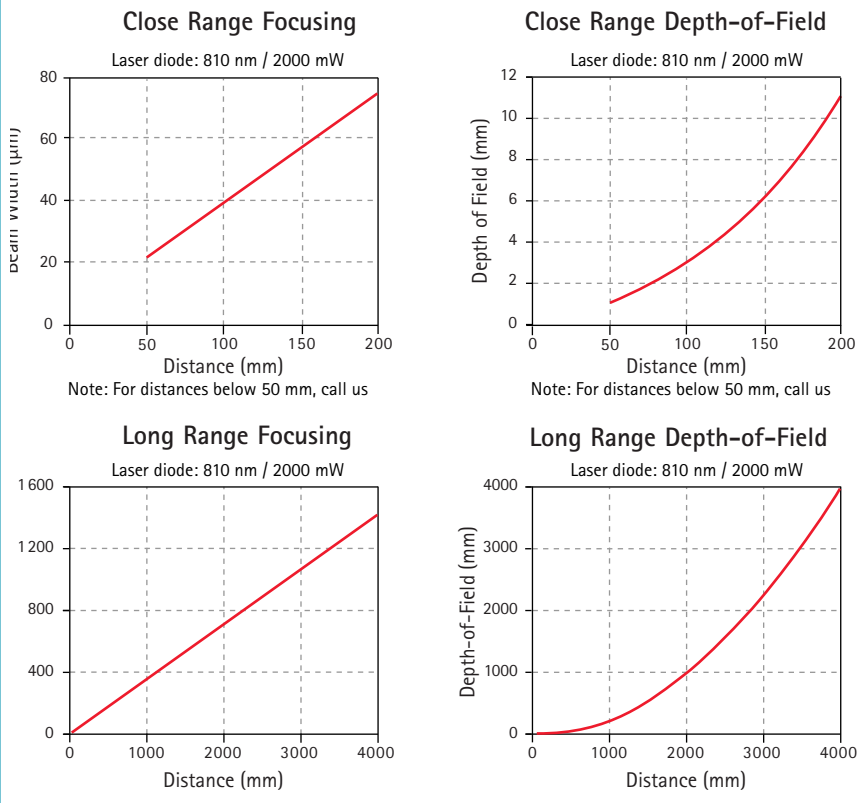 Close Range Focusing
Laser diode: 810 nm / 2000 mW
80
60
40
20
0
0 50 100 150 200
Beam Width (µm)
Distance (mm)
Note: For distances below 50 mm, call us
Close Range Depth-of-Field
Laser diode: 810 nm / 2000 mW
12
10
8
6
4
2
0
0 50 100 150 200
Depth of Field (mm)
Distance (mm)
Note: For distances below 50 mm, call us
Long Range Focusing
Laser diode: 810 nm / 2000 mW
1600
1200
800
400
0
0 1000 2000 3000 4000
Distance (mm)
Long Range Depth-of-Field
Laser diode: 810 nm / 2000 mW
4000
3000
2000
1000
0
0 1000 2000 3000 4000
Depth-of-Field (mm)
Distance (mm)